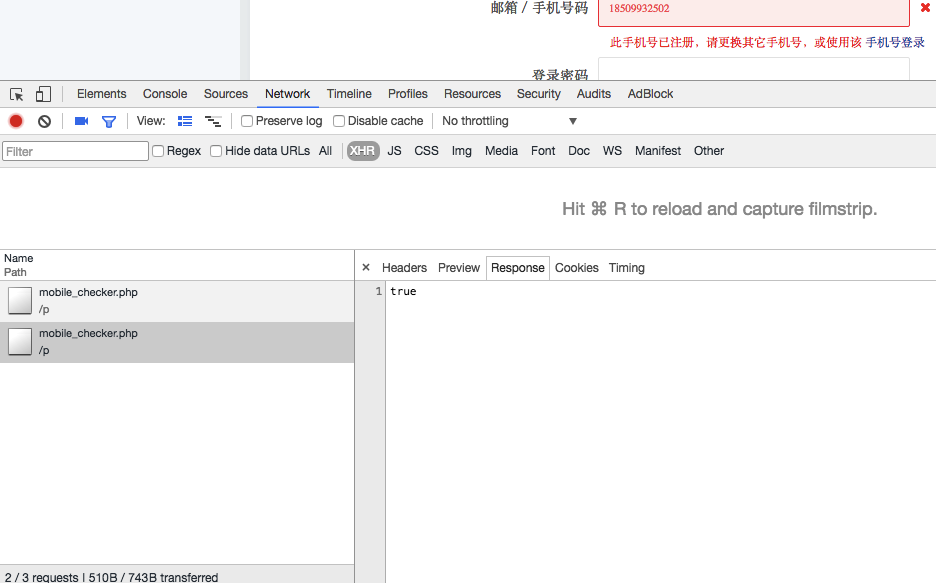 邮箱 / 手机号码 18509932502
此手机号已注册，请更换其它手机号，或使用该 手机号登录
登录密码
Elements Console Sources Network Timeline Profiles Resources Security Audits AdBlock
View: Preserve log Disable cache No throttling
Filter Regex Hide data URLs All XHR JS CSS Img Media Font Doc WS Manifest Other
Hit ⌘ R to reload and capture filmstrip.
Name
Path
× Headers Preview Response Cookies Timing
mobile_checker.php
/p
mobile_checker.php
/p
1 true
2 / 3 requests | 510B / 743B transferred